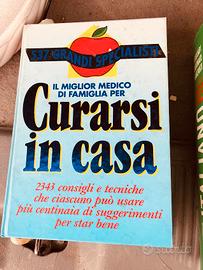 537 GRANDI SPECIALISTI
IL MIGLIOR MEDICO
DI FAMIGLIA PER
Curarsi
in casa
2343 consigli e tecniche
che ciascuno può usare
più centinaia di suggerimenti
per star bene